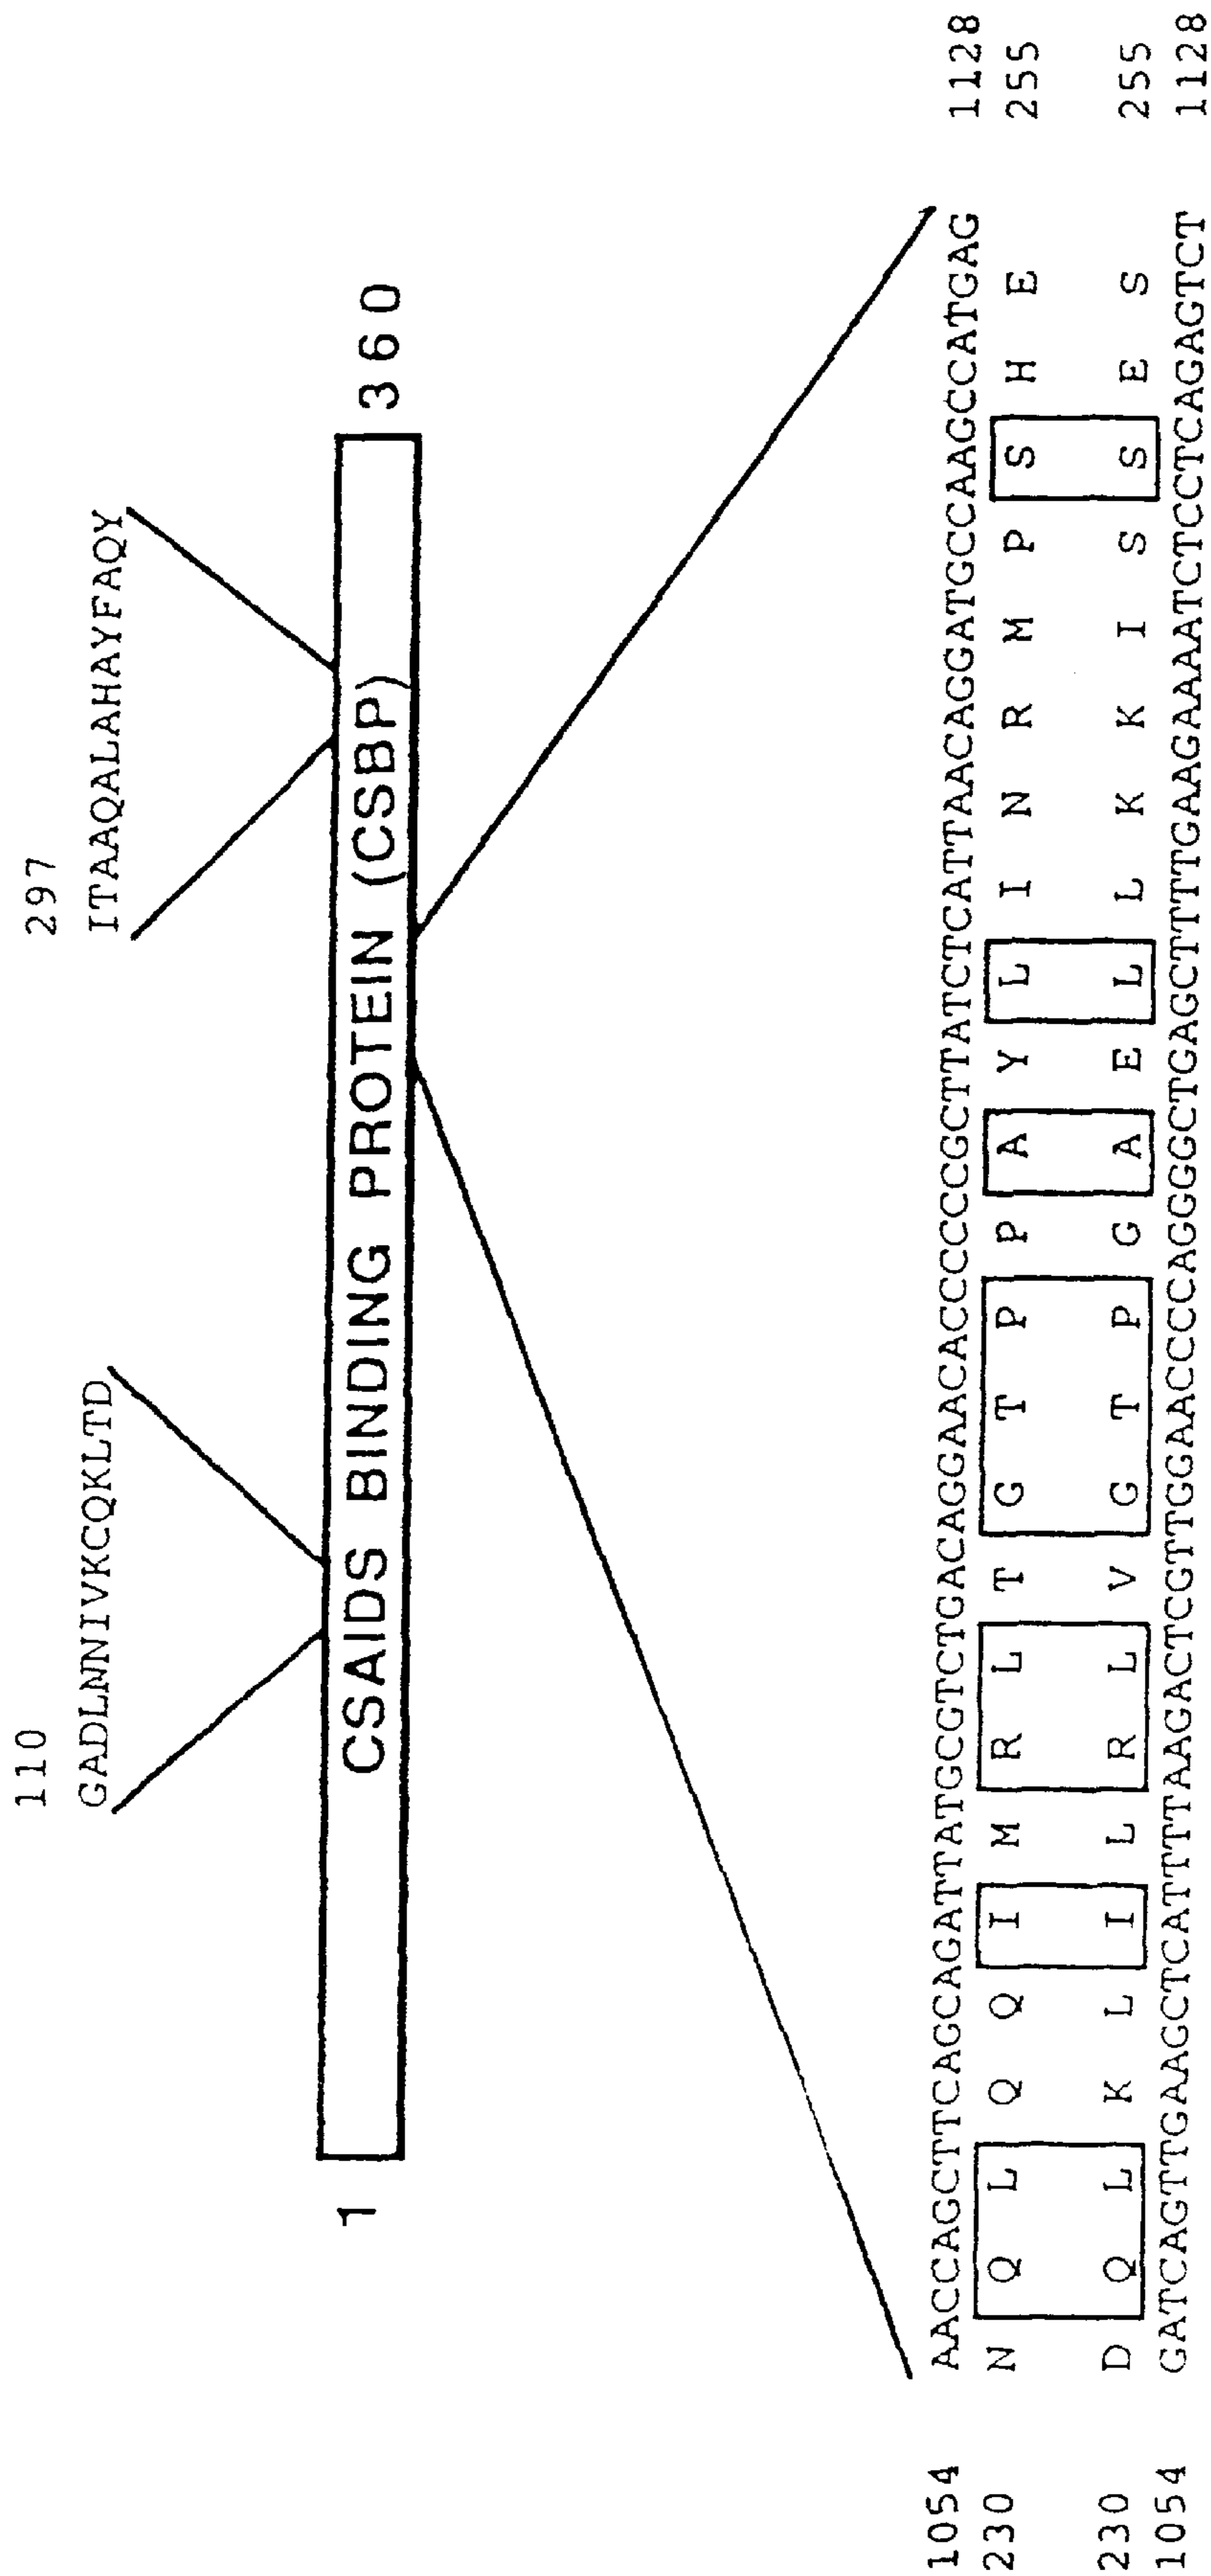 110 297
GADLNNIVKCQKLTD ITAAQALAHAYFAQY
1 CSAIDS BINDING PROTEIN (CSBP) 360
1054 AACCAGCTTCAGCAGATTATGCGTCTGACAGGAACACCCCCCGCTTATCTCATTAACAGGATGCCAAGCCATGAG 1128
230 N Q L Q Q I M R L T G T P P A Y L I N R M P S H E 255
230 D Q L K L I L R L V G T P G A E L L K K I S S E S 255
1054 GATCAGTTGAAGCTCATTTTAAGACTCGTTGGAACCCCAGGGGCTGAGCTTTTGAAGAAAATCTCCTCAGAGTCT 1128